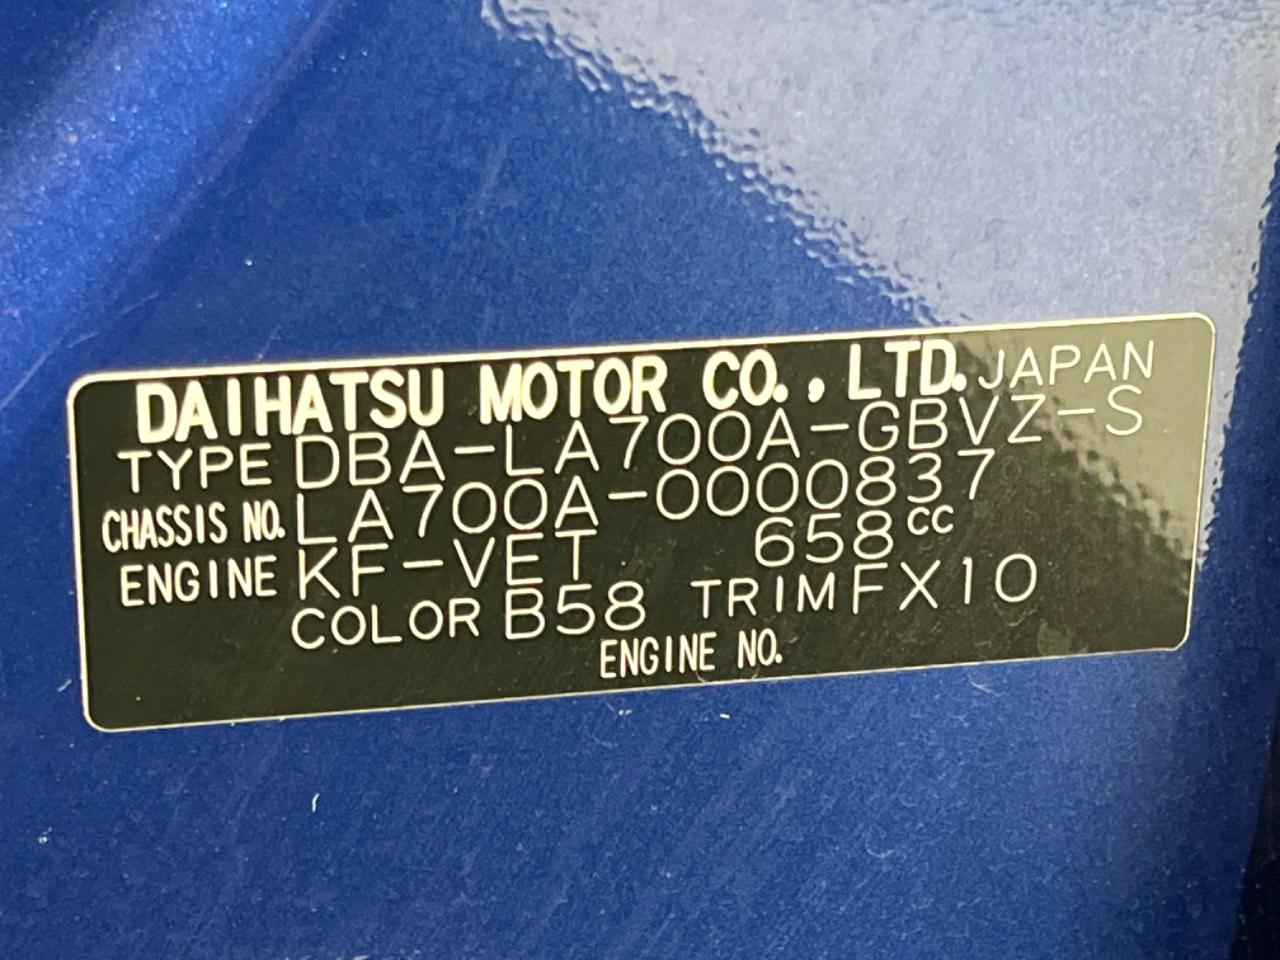 DAIHATSU MOTOR CO., LTD. JAPAN
TYPE DBA-LA700A-GBVZ-S
CHASSIS NO. LA700A-0000837
ENGINE KF-VET 658cc
COLOR B58 TRIM FX10
ENGINE NO.